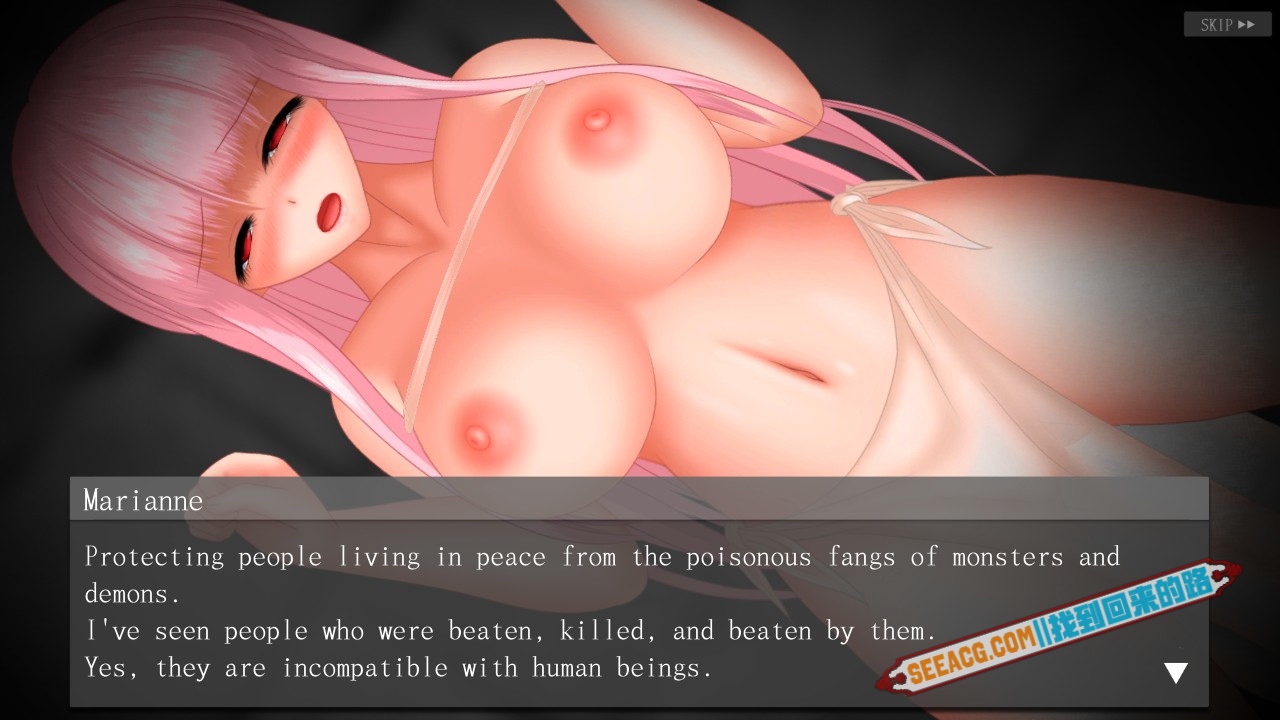 SKIP
Marianne
Protecting people living in peace from the poisonous fangs of monsters and
demons.
I've seen people who were beaten, killed, and beaten by them.
Yes, they are incompatible with human beings.
SEEACG.COM||找到回来的路